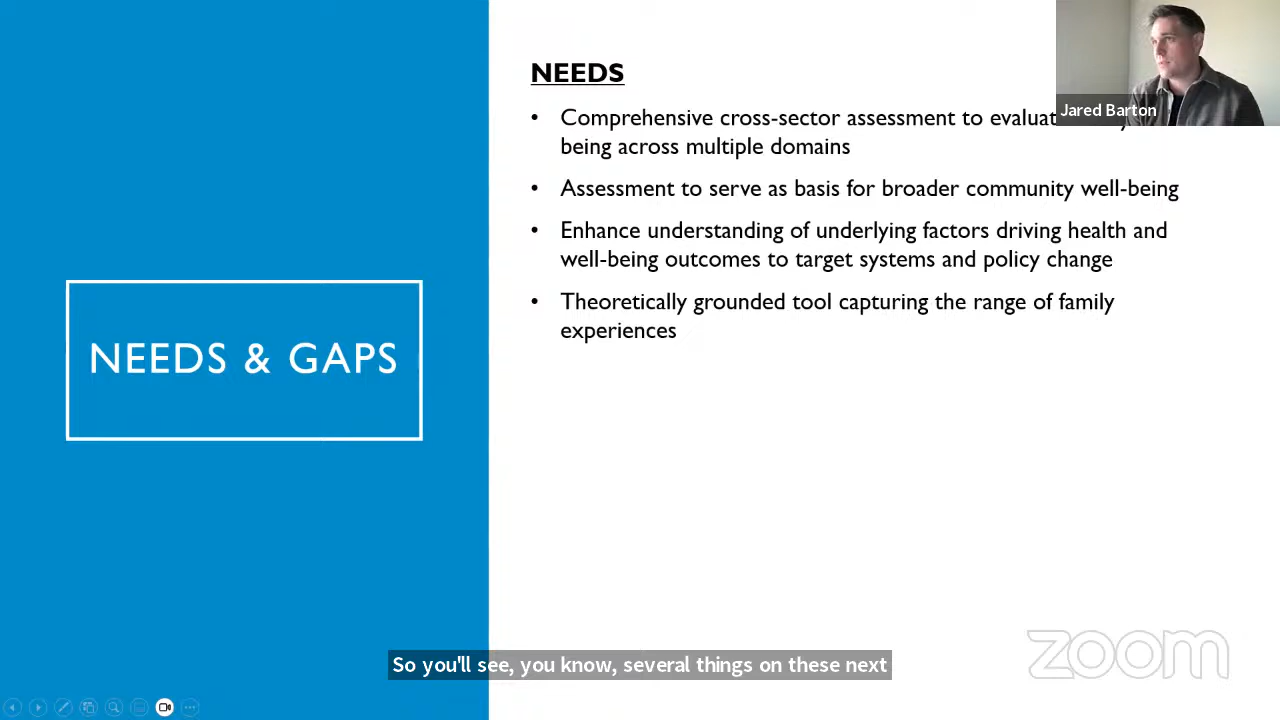 NEEDS
Jared Barton
• Comprehensive cross-sector assessment to
being across multiple domains
• Assessment to serve as basis for broader community well-being
• Enhance understanding of underlying factors driving health and
well-being outcomes to target systems and policy change
• Theoretically grounded tool capturing the range of family
experiences
NEEDS & GAPS
zoom
So you'll see, you know, several things on these next